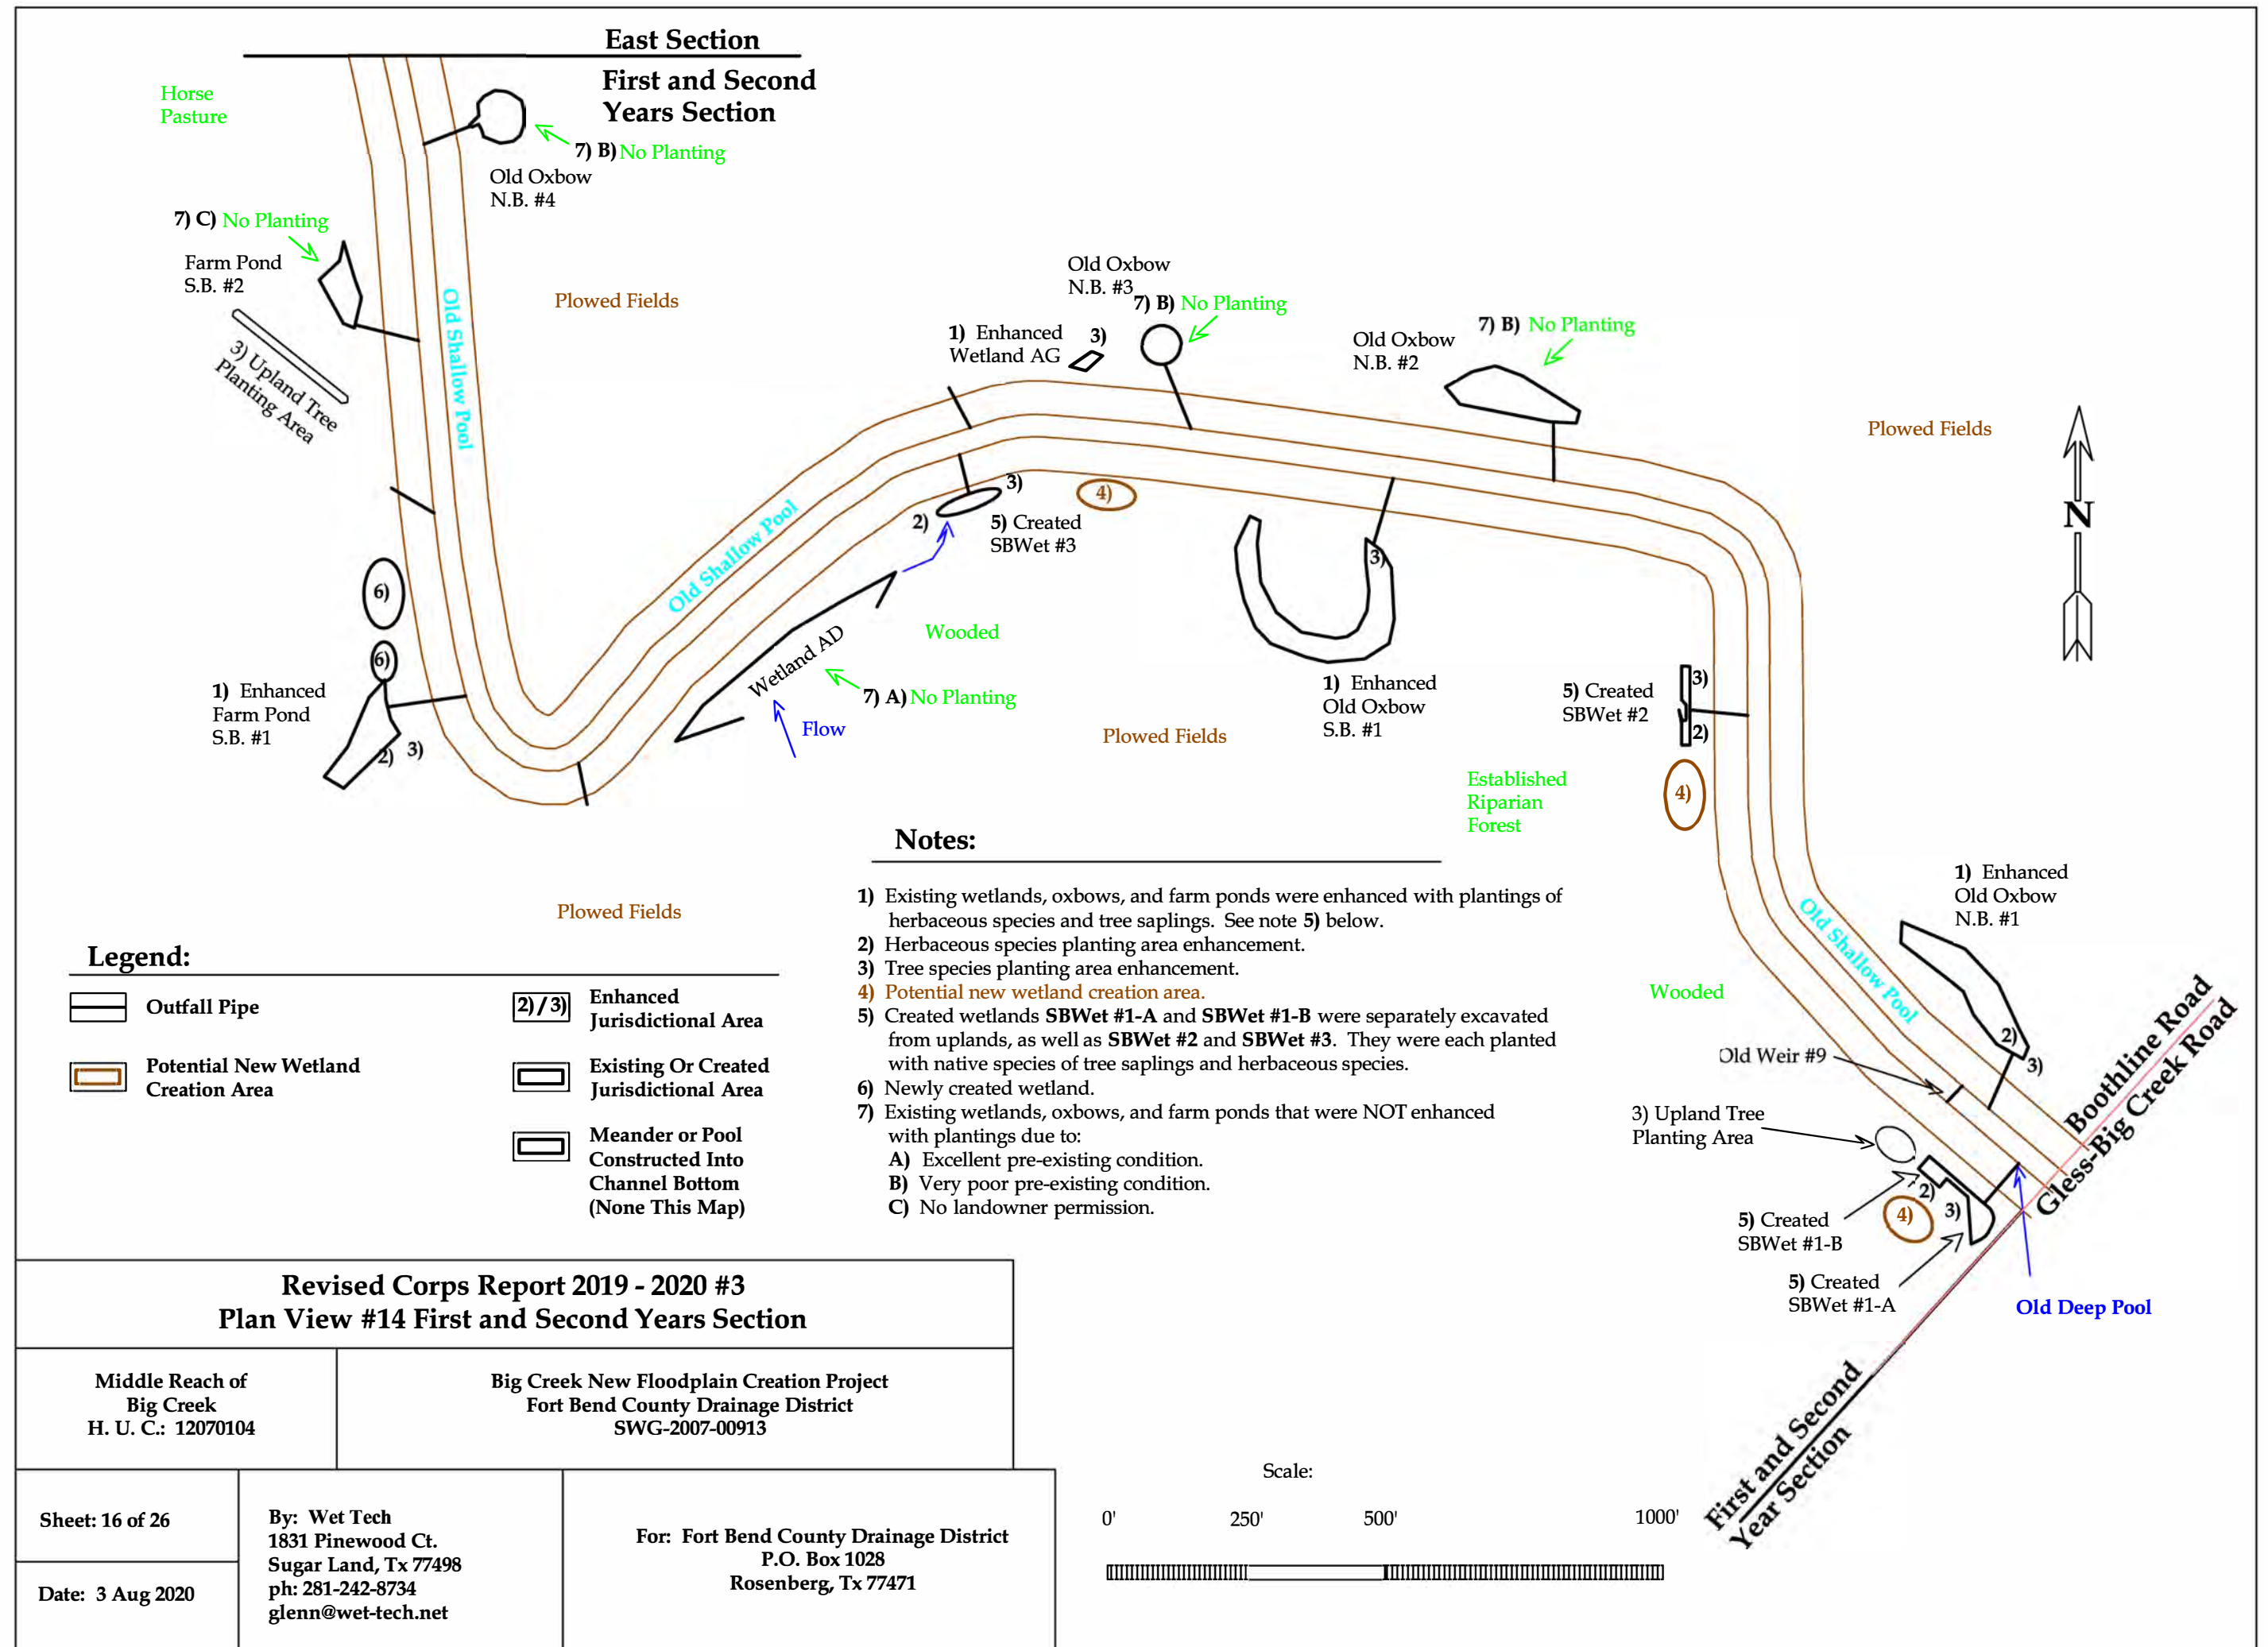 East Section
First and Second
Years Section
Horse
Pasture
7) B) No Planting
Old Oxbow
N.B. #4
7) C) No Planting
Farm Pond
S.B. #2
3) Upland Tree
Planting Area
Old Shallow Pool
Plowed Fields
Old Oxbow
N.B. #3
7) B) No Planting
1) Enhanced
Wetland AG
3)
Old Oxbow
N.B. #2
7) B) No Planting
Plowed Fields
N
3)
2)
5) Created
SBWet #3
4)
3)
Old Shallow Pool
6)
6)
1) Enhanced
Farm Pond
S.B. #1
2)
3)
Wetland AD
Wooded
7) A) No Planting
Flow
Plowed Fields
1) Enhanced
Old Oxbow
S.B. #1
5) Created
SBWet #2
3)
2)
4)
Established
Riparian
Forest
Plowed Fields
1) Enhanced
Old Oxbow
N.B. #1
Old Shallow Pool
2)
3)
Wooded
Old Weir #9
3) Upland Tree
Planting Area
2)
3)
4)
5) Created
SBWet #1-B
5) Created
SBWet #1-A
Old Deep Pool
Boothline Road
Gless-Big Creek Road
First and Second
Year Section
Notes:
1) Existing wetlands, oxbows, and farm ponds were enhanced with plantings of
herbaceous species and tree saplings. See note 5) below.
2) Herbaceous species planting area enhancement.
3) Tree species planting area enhancement.
4) Potential new wetland creation area.
5) Created wetlands SBWet #1-A and SBWet #1-B were separately excavated
from uplands, as well as SBWet #2 and SBWet #3. They were each planted
with native species of tree saplings and herbaceous species.
6) Newly created wetland.
7) Existing wetlands, oxbows, and farm ponds that were NOT enhanced
with plantings due to:
A) Excellent pre-existing condition.
B) Very poor pre-existing condition.
C) No landowner permission.
Legend:
Outfall Pipe
Potential New Wetland
Creation Area
2) / 3)
Enhanced
Jurisdictional Area
Existing Or Created
Jurisdictional Area
Meander or Pool
Constructed Into
Channel Bottom
(None This Map)
Revised Corps Report 2019 - 2020 #3
Plan View #14 First and Second Years Section
Middle Reach of
Big Creek
H. U. C.: 12070104
Big Creek New Floodplain Creation Project
Fort Bend County Drainage District
SWG-2007-00913
Sheet: 16 of 26
Date: 3 Aug 2020
By: Wet Tech
1831 Pinewood Ct.
Sugar Land, Tx 77498
ph: 281-242-8734
glenn@wet-tech.net
For: Fort Bend County Drainage District
P.O. Box 1028
Rosenberg, Tx 77471
Scale:
0' 250' 500' 1000'